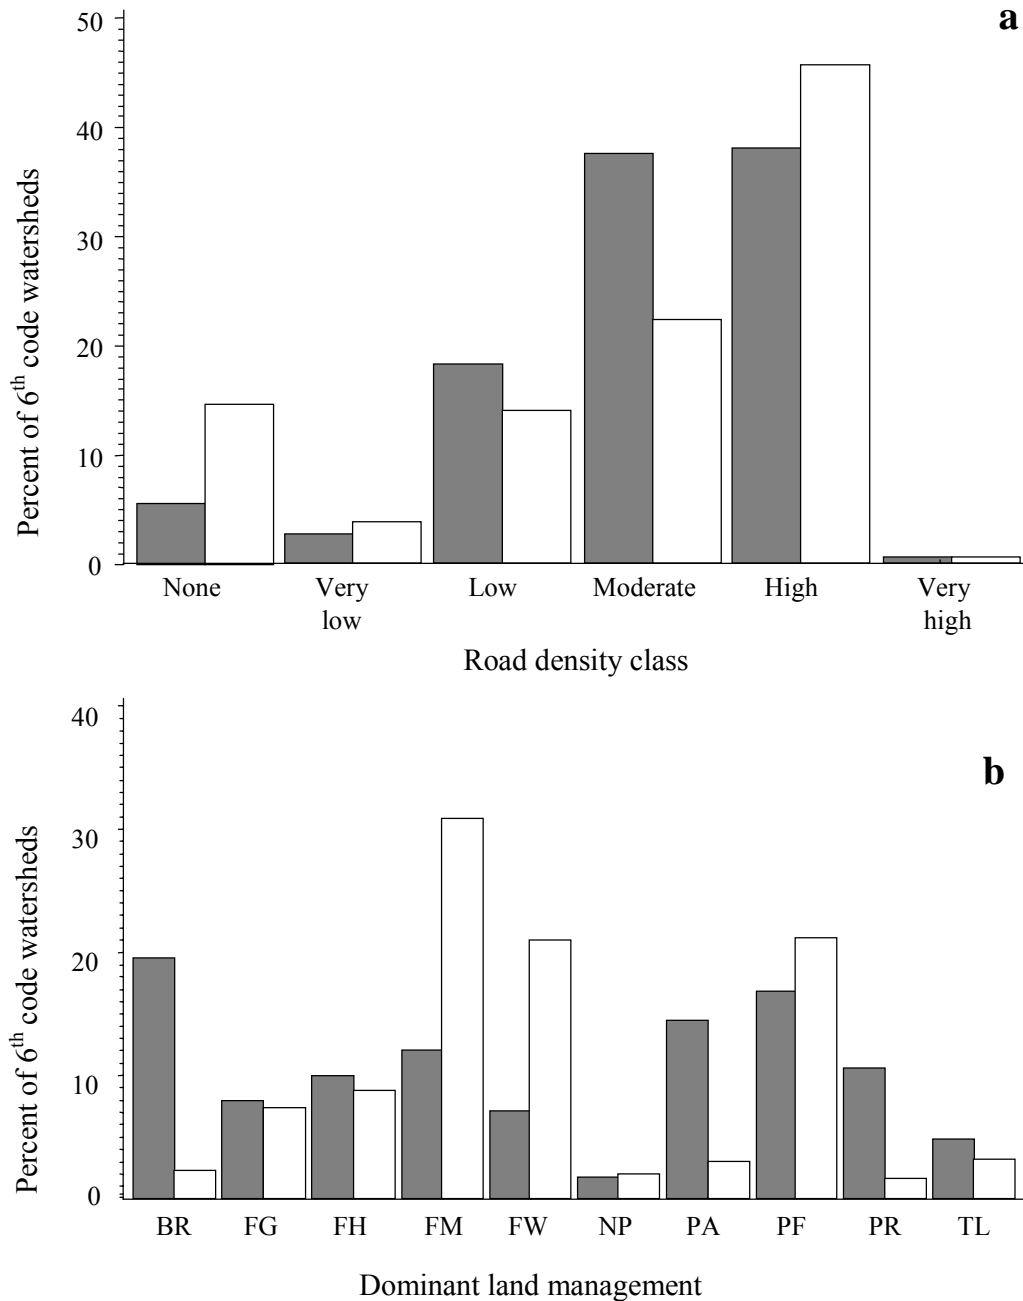 a
50
40
30
20
10
0
Percent of 6th code watersheds
None Very low Low Moderate High Very high
Road density class
b
40
30
20
10
0
Percent of 6th code watersheds
BR FG FH FM FW NP PA PF PR TL
Dominant land management